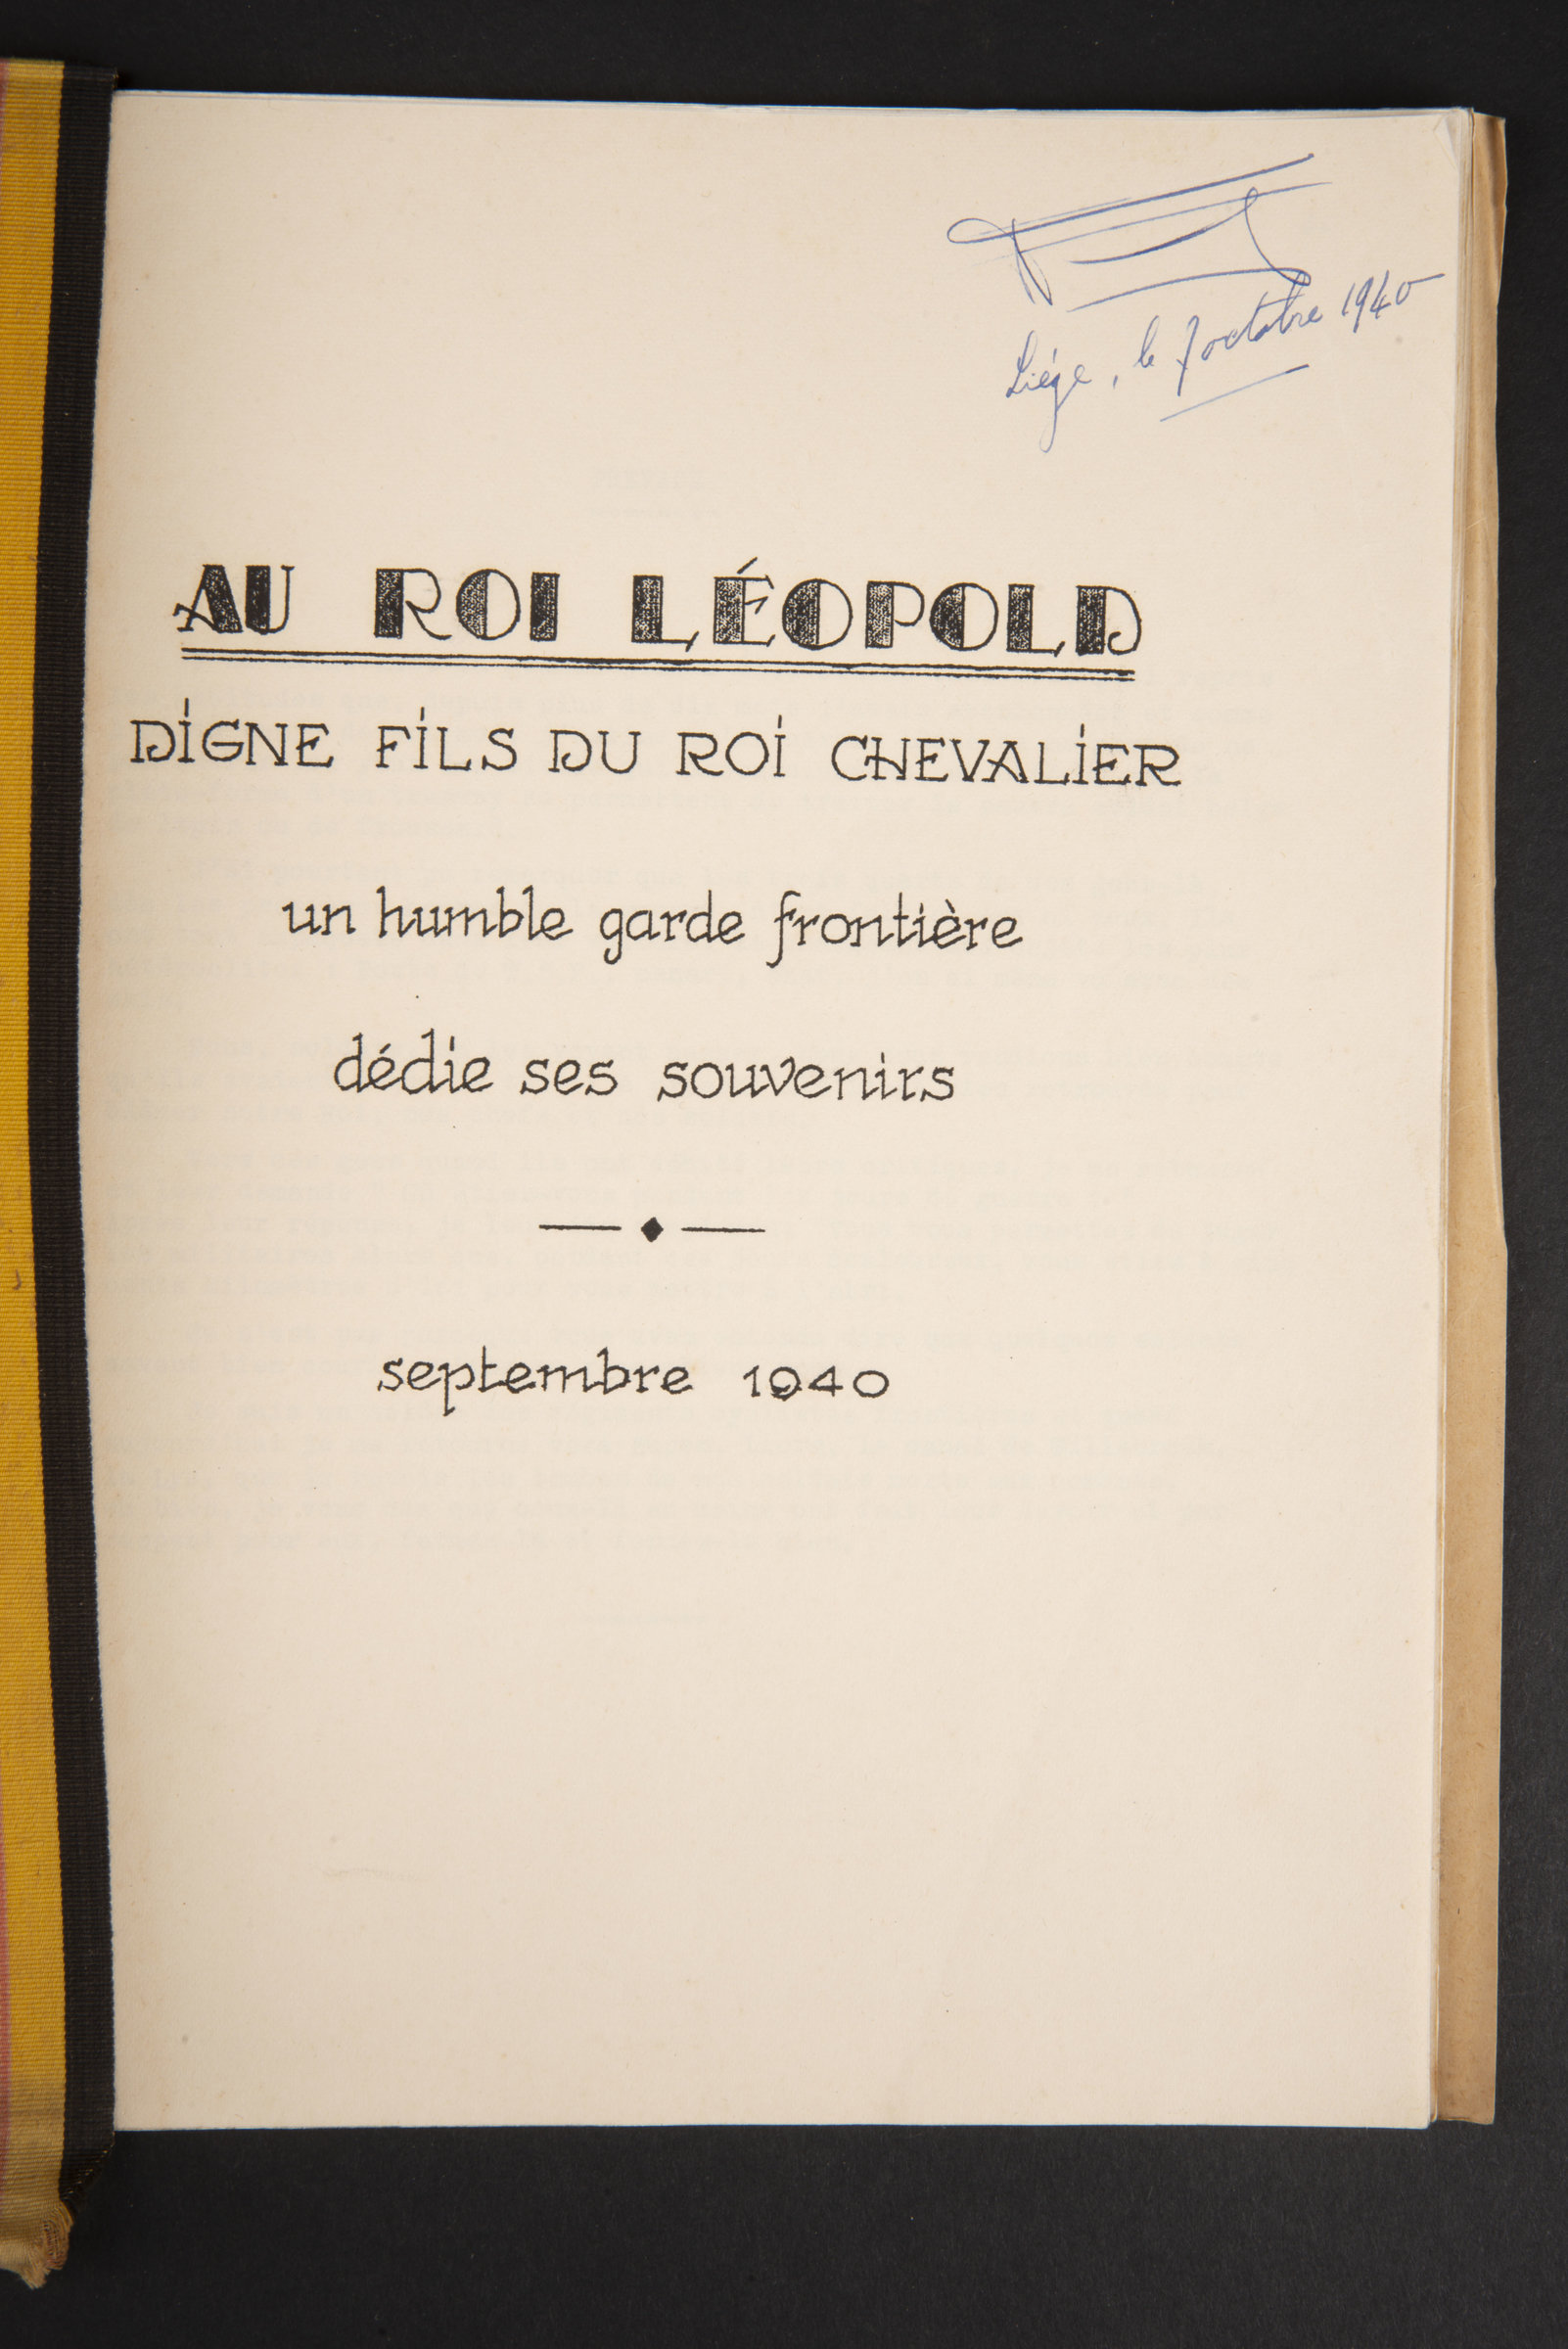 Liége, le 7 octobre 1940
AU ROI LÉOPOLD
DIGNE FILS DU ROI CHEVALIER
un humble garde frontière
dédie ses souvenirs
septembre 1940